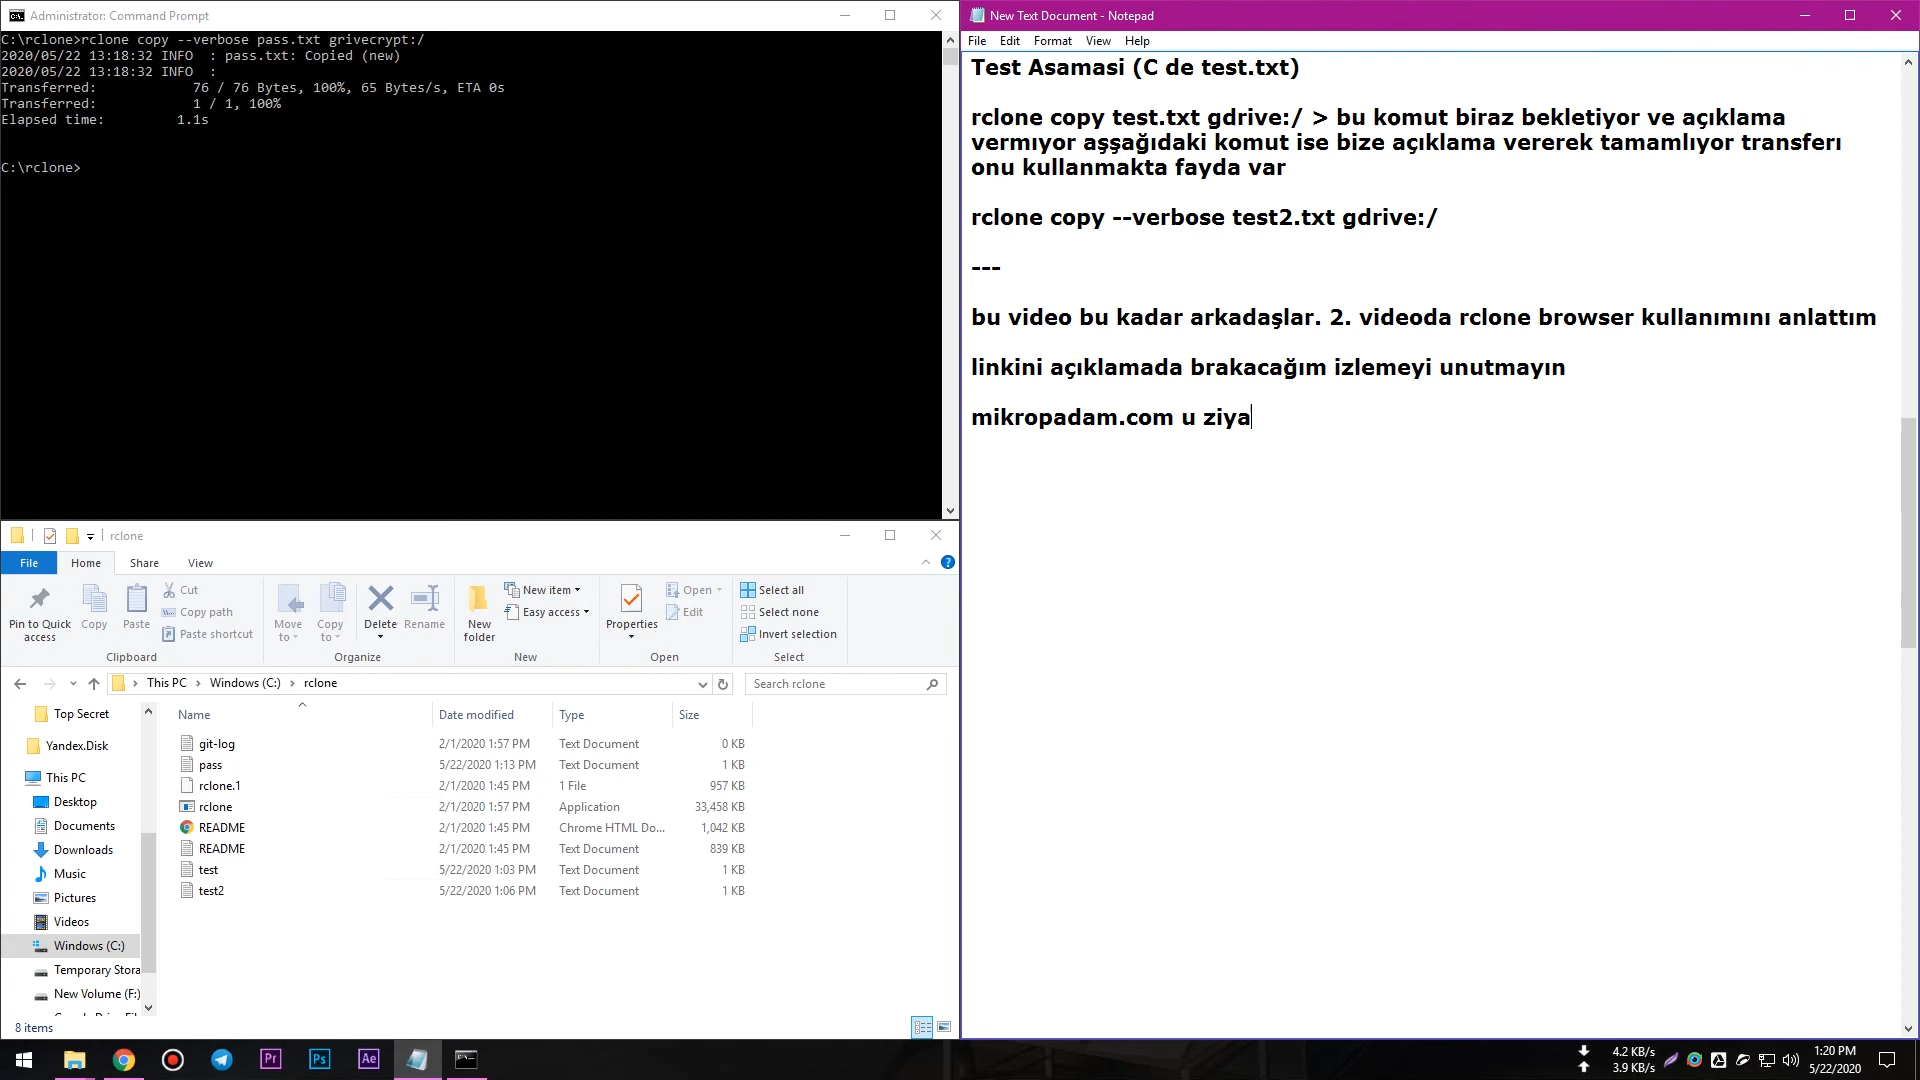 Administrator: Command Prompt
C:\rclone>rclone copy --verbose pass.txt grivecrypt:/
2020/05/22 13:18:32 INFO  : pass.txt: Copied (new)
2020/05/22 13:18:32 INFO  :
Transferred:            76 / 76 Bytes, 100%, 65 Bytes/s, ETA 0s
Transferred:            1 / 1, 100%
Elapsed time:         1.1s
C:\rclone>
New Text Document - Notepad
File Edit Format View Help
Test Asamasi (C de test.txt)
rclone copy test.txt gdrive:/ > bu komut biraz bekletiyor ve açıklama
vermıyor aşşağıdaki komut ise bize açıklama vererek tamamlıyor transferı
onu kullanmakta fayda var
rclone copy --verbose test2.txt gdrive:/
---
bu video bu kadar arkadaşlar. 2. videoda rclone browser kullanımını anlattım
linkini açıklamada brakacağım izlemeyi unutmayın
mikropadam.com u ziya
rclone
File Home Share View
Pin to Quick access
Copy
Paste
Cut
Copy path
Paste shortcut
Clipboard
Move to
Copy to
Delete
Rename
Organize
New folder
New item
Easy access
New
Properties
Open
Edit
Open
Select all
Select none
Invert selection
Select
This PC > Windows (C:) > rclone
Search rclone
Top Secret
Yandex.Disk
This PC
Desktop
Documents
Downloads
Music
Pictures
Videos
Windows (C:)
Temporary Stora
New Volume (F:)
Name Date modified Type Size
git-log 2/1/2020 1:57 PM Text Document 0 KB
pass 5/22/2020 1:13 PM Text Document 1 KB
rclone.1 2/1/2020 1:45 PM 1 File 957 KB
rclone 2/1/2020 1:57 PM Application 33,458 KB
README 2/1/2020 1:45 PM Chrome HTML Do... 1,042 KB
README 2/1/2020 1:45 PM Text Document 839 KB
test 5/22/2020 1:03 PM Text Document 1 KB
test2 5/22/2020 1:06 PM Text Document 1 KB
8 items
Pr
Ps
Ae
4.2 KB/s
3.9 KB/s
1:20 PM
5/22/2020